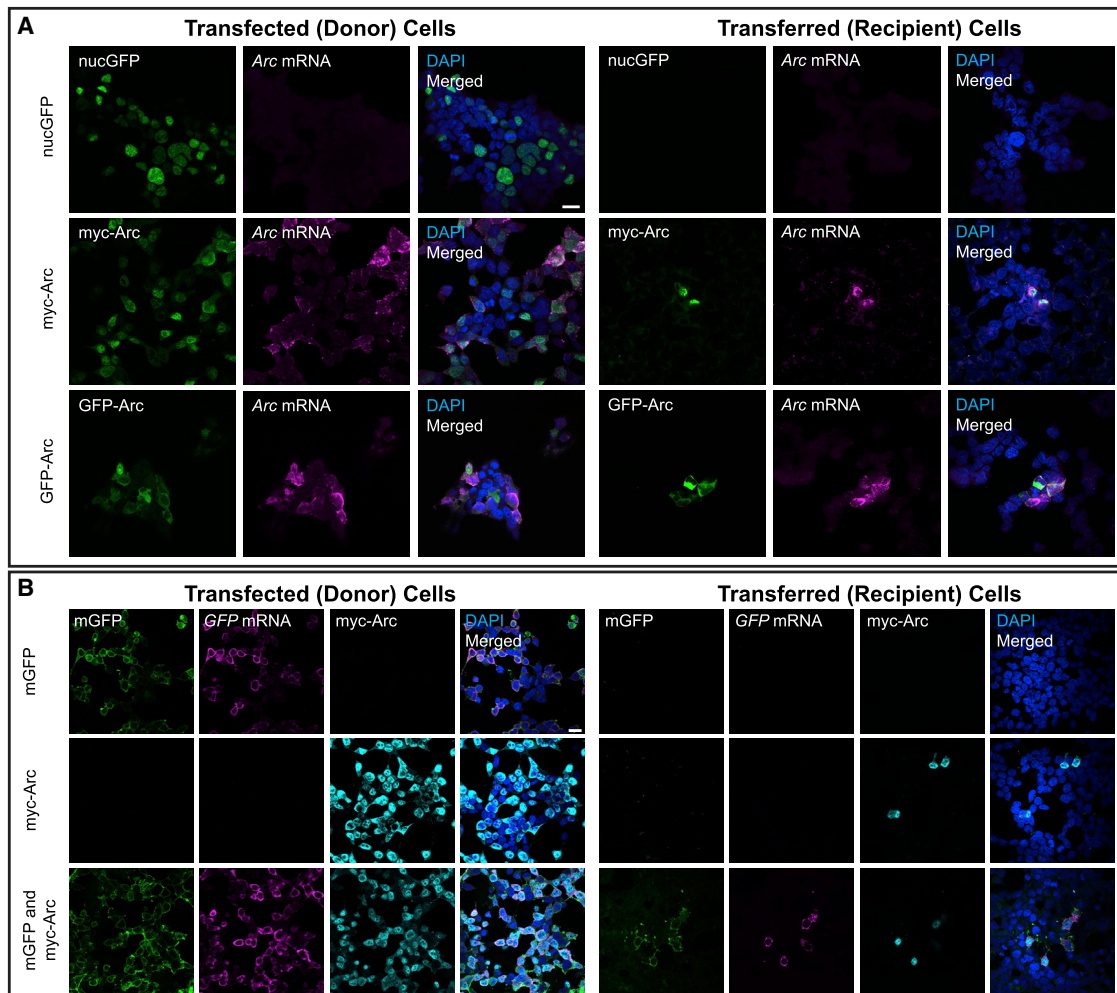 A
Transfected (Donor) Cells
Transferred (Recipient) Cells
nucGFP
nucGFP
Arc mRNA
DAPI
Merged
nucGFP
Arc mRNA
DAPI
Merged
myc-Arc
myc-Arc
Arc mRNA
DAPI
Merged
myc-Arc
Arc mRNA
DAPI
Merged
GFP-Arc
GFP-Arc
Arc mRNA
DAPI
Merged
GFP-Arc
Arc mRNA
DAPI
Merged
B
Transfected (Donor) Cells
Transferred (Recipient) Cells
mGFP
mGFP
GFP mRNA
myc-Arc
DAPI
Merged
mGFP
GFP mRNA
myc-Arc
DAPI
Merged
myc-Arc
mGFP and
myc-Arc